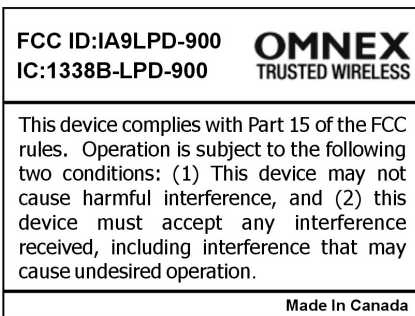 FCC ID:IA9LPD-900
IC:1338B-LPD-900
OMNEX
TRUSTED WIRELESS
This device complies with Part 15 of the FCC
rules. Operation is subject to the following
two conditions: (1) This device may not
cause harmful interference, and (2) this
device must accept any interference
received, including interference that may
cause undesired operation.
Made In Canada